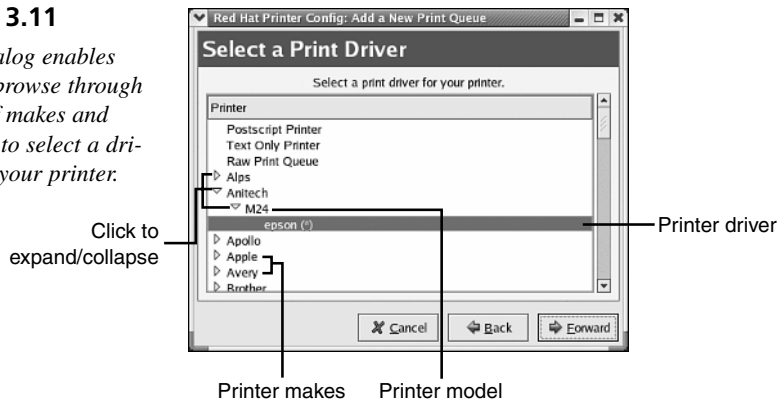 3.11
alog enables
browse through
f makes and
to select a dri-
your printer.
Red Hat Printer Config: Add a New Print Queue
Select a Print Driver
Select a print driver for your printer.
Printer
Postscript Printer
Text Only Printer
Raw Print Queue
Alps
Anitech
M24
epson (*)
Apollo
Apple
Avery
Brother
Cancel
Back
Forward
Click to
expand/collapse
Printer driver
Printer makes
Printer model